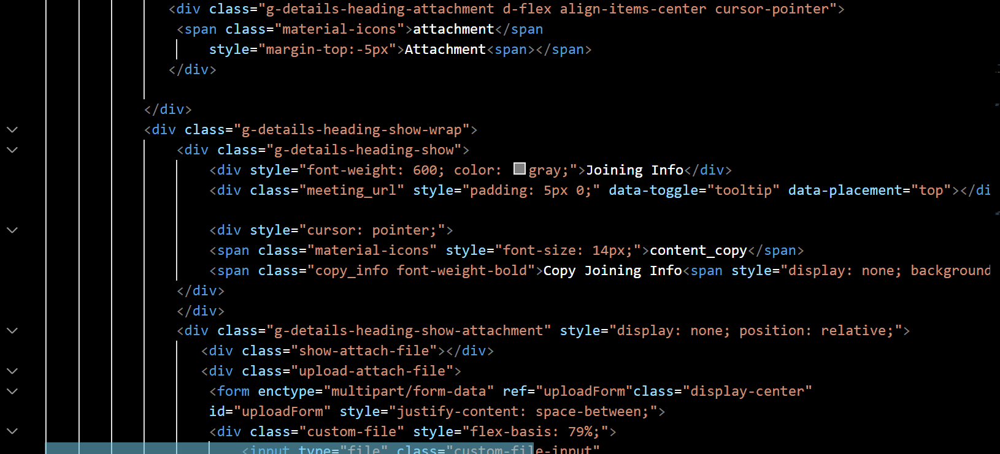 <div class="g-details-heading-attachment d-flex align-items-center cursor-pointer">
<span class="material-icons">attachment</span
style="margin-top:-5px">Attachment<span></span>
</div>
</div>
<div class="g-details-heading-show-wrap">
<div class="g-details-heading-show">
<div style="font-weight: 600; color: gray;">Joining Info</div>
<div class="meeting_url" style="padding: 5px 0;" data-toggle="tooltip" data-placement="top"></di
<div style="cursor: pointer;">
<span class="material-icons" style="font-size: 14px;">content_copy</span>
<span class="copy_info font-weight-bold">Copy Joining Info<span style="display: none; background
</div>
</div>
<div class="g-details-heading-show-attachment" style="display: none; position: relative;">
<div class="show-attach-file"></div>
<div class="upload-attach-file">
<form enctype="multipart/form-data" ref="uploadForm"class="display-center"
id="uploadForm" style="justify-content: space-between;">
<div class="custom-file" style="flex-basis: 79%;">
<input type="file" class="custom-file-input"